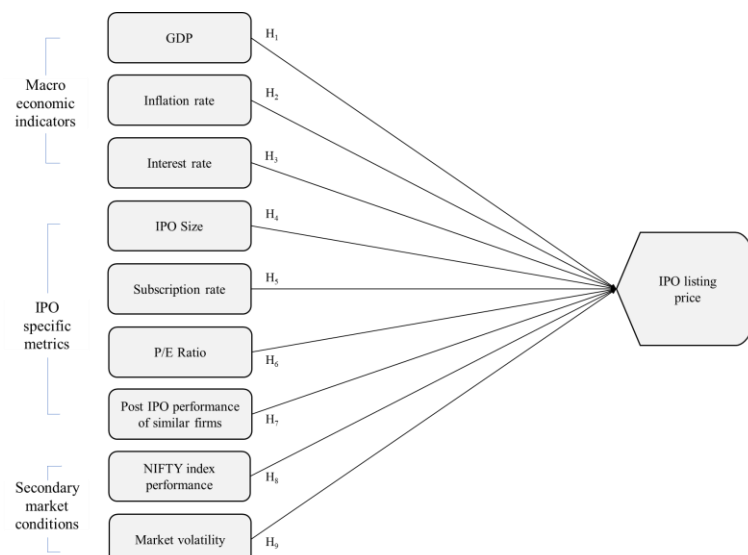 GDP
H₁
Macro
economic
indicators
Inflation rate
H₂
Interest rate
H₃
IPO Size
H₄
IPO
specific
metrics
Subscription rate
H₅
P/E Ratio
H₆
Post IPO performance
of similar firms
H₇
Secondary
market
conditions
NIFTY index
performance
H₈
Market volatility
H₉
IPO listing
price